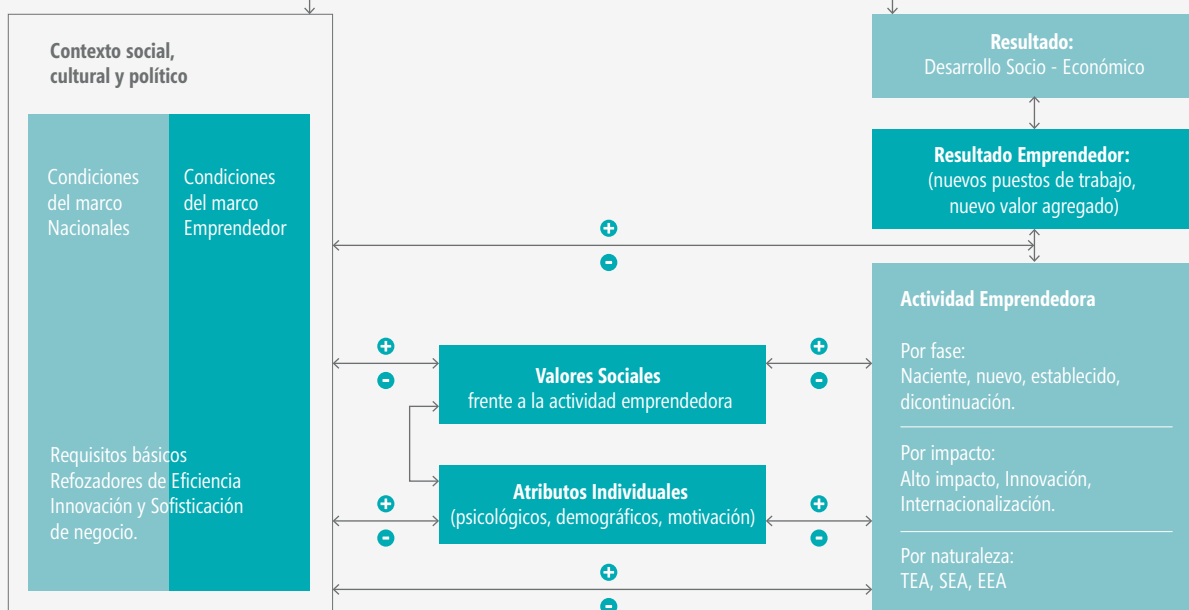 Contexto social,
cultural y político
Condiciones
del marco
Nacionales
Condiciones
del marco
Emprendedor
Requisitos básicos
Refozadores de Eficiencia
Innovación y Sofisticación
de negocio.
+
-
+
-
Valores Sociales
frente a la actividad emprendedora
+
-
+
-
Atributos Individuales
(psicológicos, demográficos, motivación)
+
-
+
-
Resultado:
Desarrollo Socio - Económico
Resultado Emprendedor:
(nuevos puestos de trabajo,
nuevo valor agregado)
Actividad Emprendedora
Por fase:
Naciente, nuevo, establecido,
dicontinuación.
Por impacto:
Alto impacto, Innovación,
Internacionalización.
Por naturaleza:
TEA, SEA, EEA